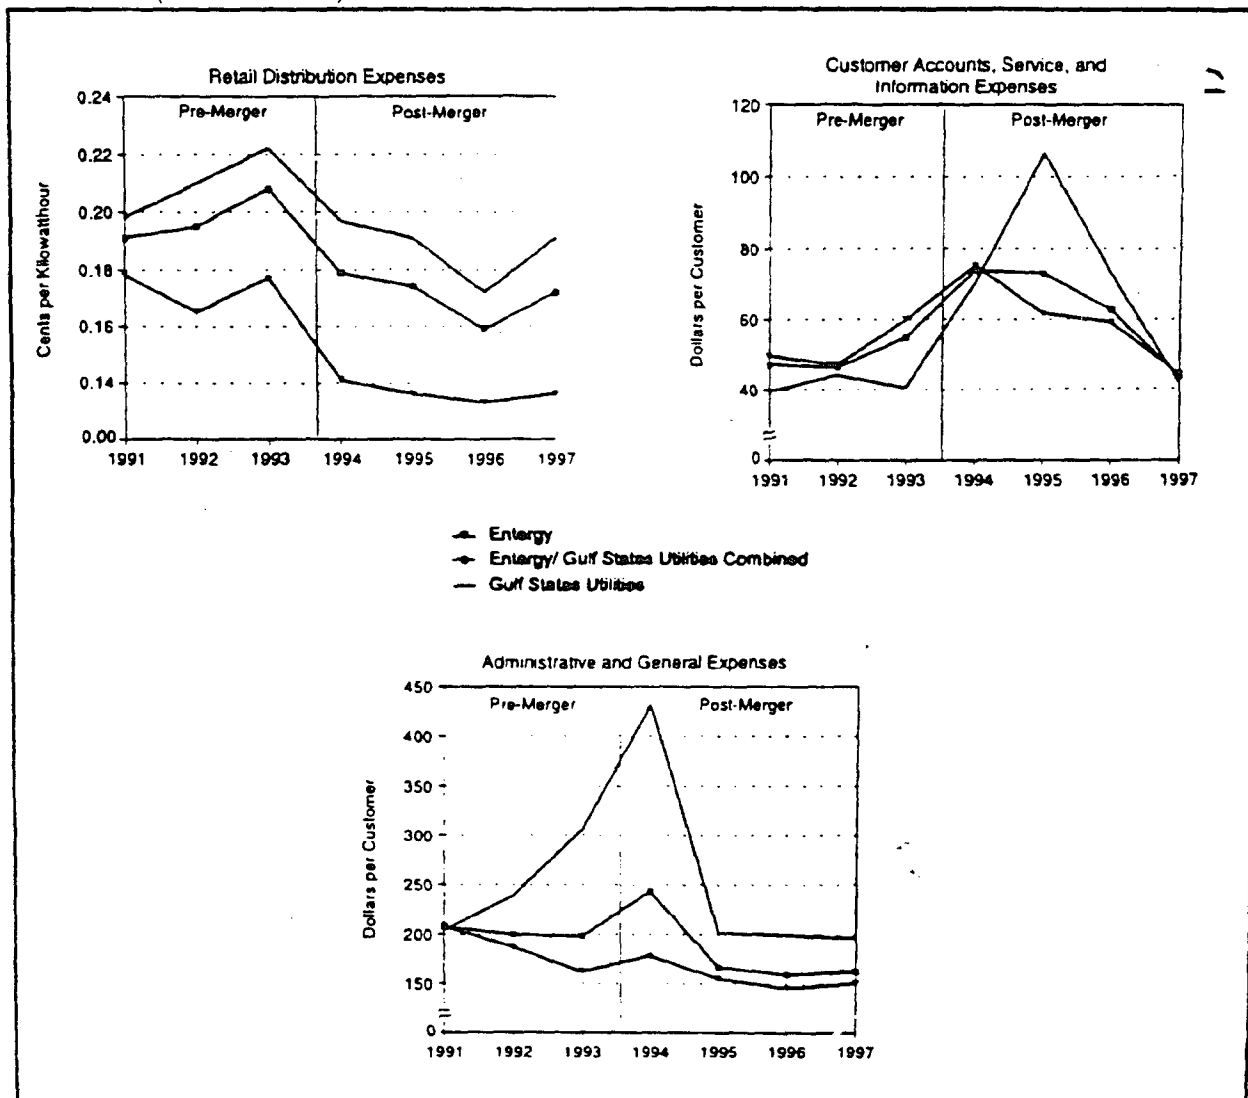 Retail Distribution Expenses
0.24
Pre-Merger Post-Merger
0.22
0.20
0.18
0.16
0.14
0.00
Cents per Kilowatthour
1991 1992 1993 1994 1995 1996 1997
Customer Accounts, Service, and
Information Expenses
120
Pre-Merger Post-Merger
100
80
60
40
0
Dollars per Customer
1991 1992 1993 1994 1995 1996 1997
Entergy
Entergy/ Gulf States Utilities Combined
Gulf States Utilities
Administrative and General Expenses
450
Pre-Merger Post-Merger
400
350
300
250
200
150
0
Dollars per Customer
1991 1992 1993 1994 1995 1996 1997